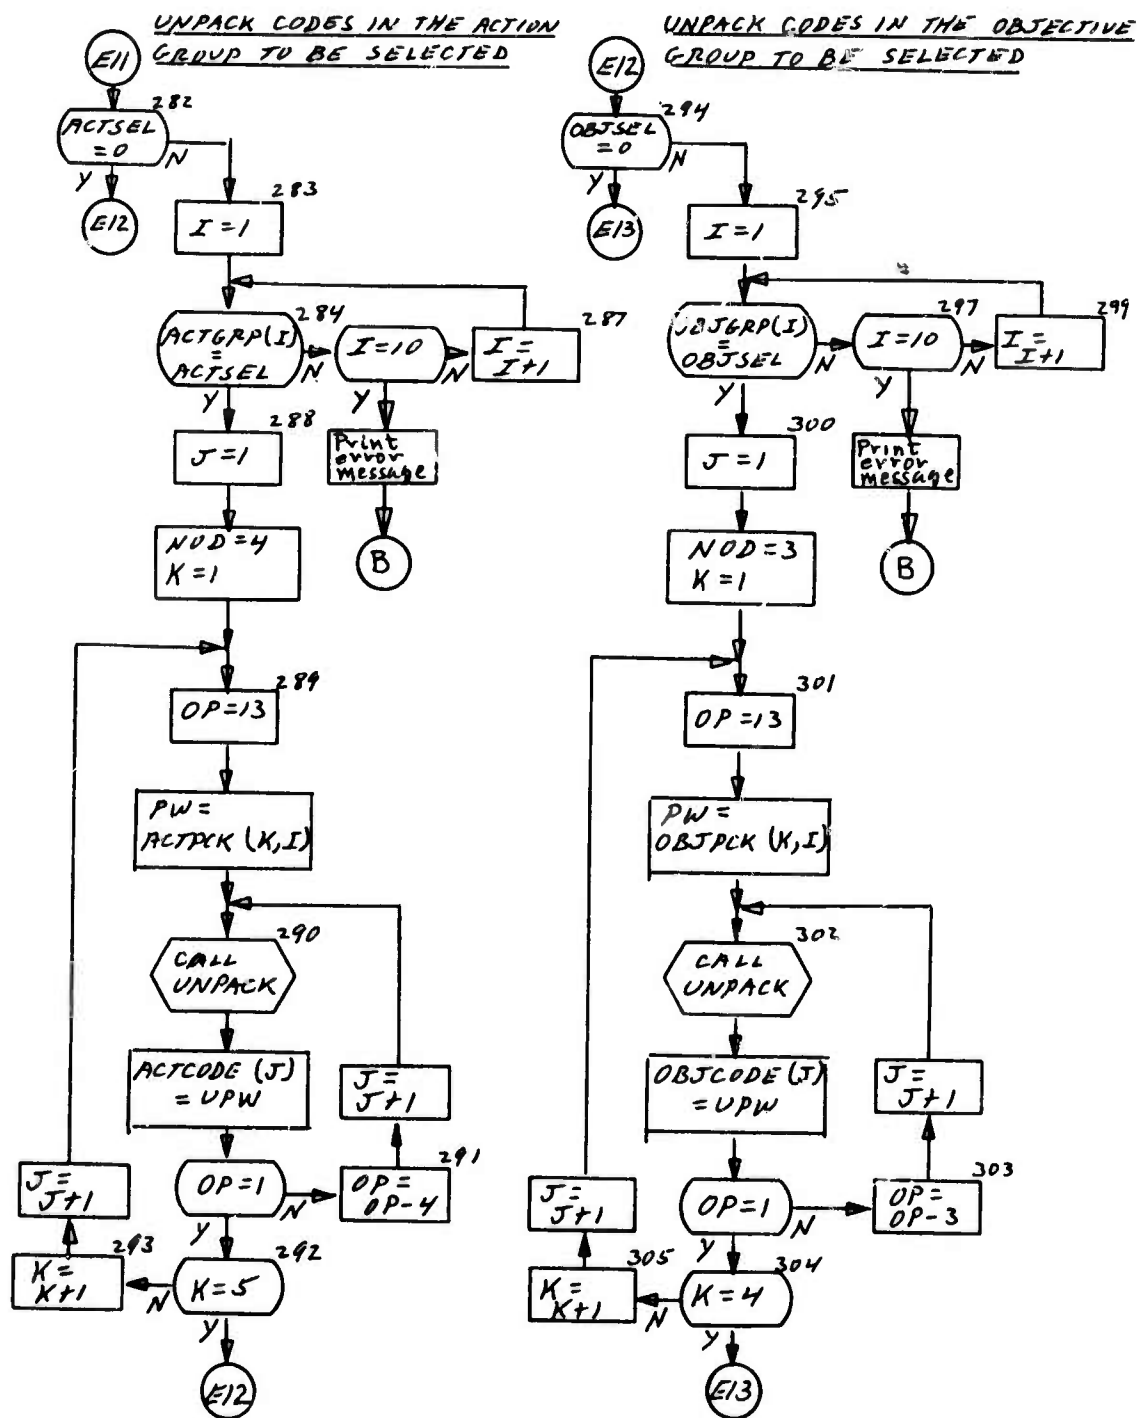 UNPACK CODES IN THE ACTION
GROUP TO BE SELECTED
E11
282
ACTSEL
=0
N
Y
E12
283
I=1
284
ACTGRP(I)
=
ACTSEL
N
Y
I=10
N
Y
287
I=
I+1
288
J=1
Print
error
message
B
NOD=4
K=1
289
OP=13
PW=
ACTPCK (K,I)
290
CALL
UNPACK
ACTCODE (J)
=UPW
J=
J+1
OP=1
N
Y
291
OP=
OP-4
292
K=5
N
Y
293
K=
K+1
J=
J+1
E12
UNPACK CODES IN THE OBJECTIVE
GROUP TO BE SELECTED
E12
294
OBJSEL
=0
N
Y
E13
295
I=1
OBJGRP(I)
=
OBJSEL
N
Y
297
I=10
N
Y
299
I=
I+1
300
J=1
Print
error
message
B
NOD=3
K=1
301
OP=13
PW=
OBJPCK (K,I)
302
CALL
UNPACK
OBJCODE (J)
=UPW
J=
J+1
OP=1
N
Y
303
OP=
OP-3
304
K=4
N
Y
305
K=
K+1
J=
J+1
E13